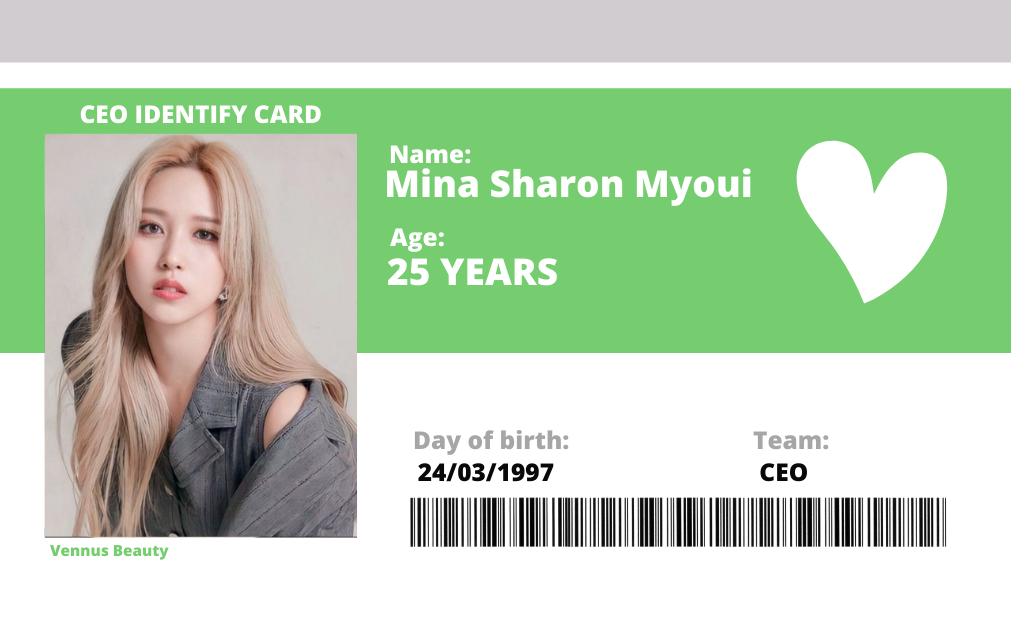 CEO IDENTIFY CARD
Name:
Mina Sharon Myoui
Age:
25 YEARS
Day of birth:
24/03/1997
Team:
CEO
Vennus Beauty